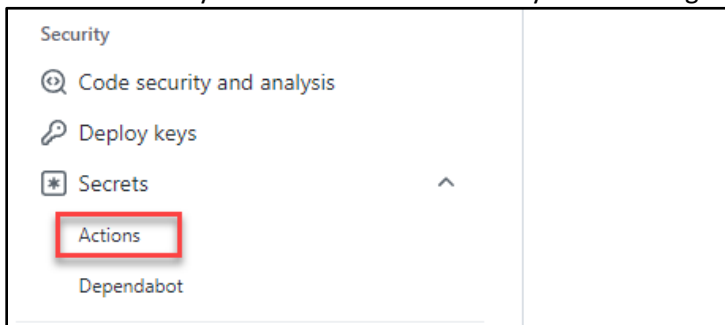 Security
Code security and analysis
Deploy keys
Secrets
Actions
Dependabot